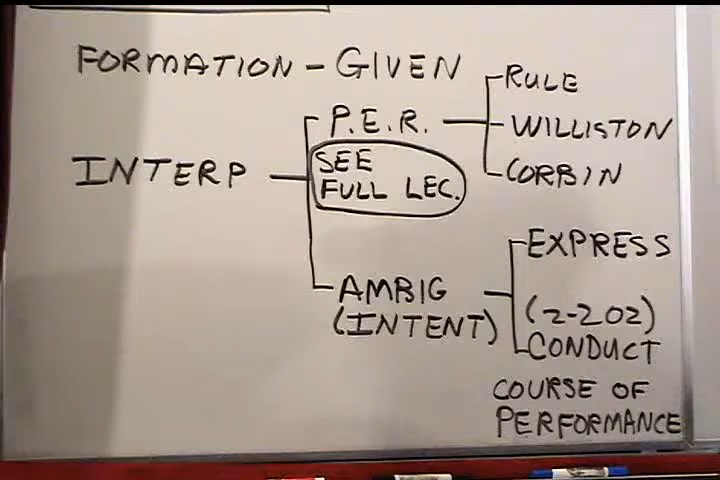 FORMATION - GIVEN
INTERP
P.E.R.
RULE
WILLISTON
CORBIN
SEE
FULL LEC.
AMBIG
(INTENT)
EXPRESS
(2-202)
CONDUCT
COURSE OF
PERFORMANCE